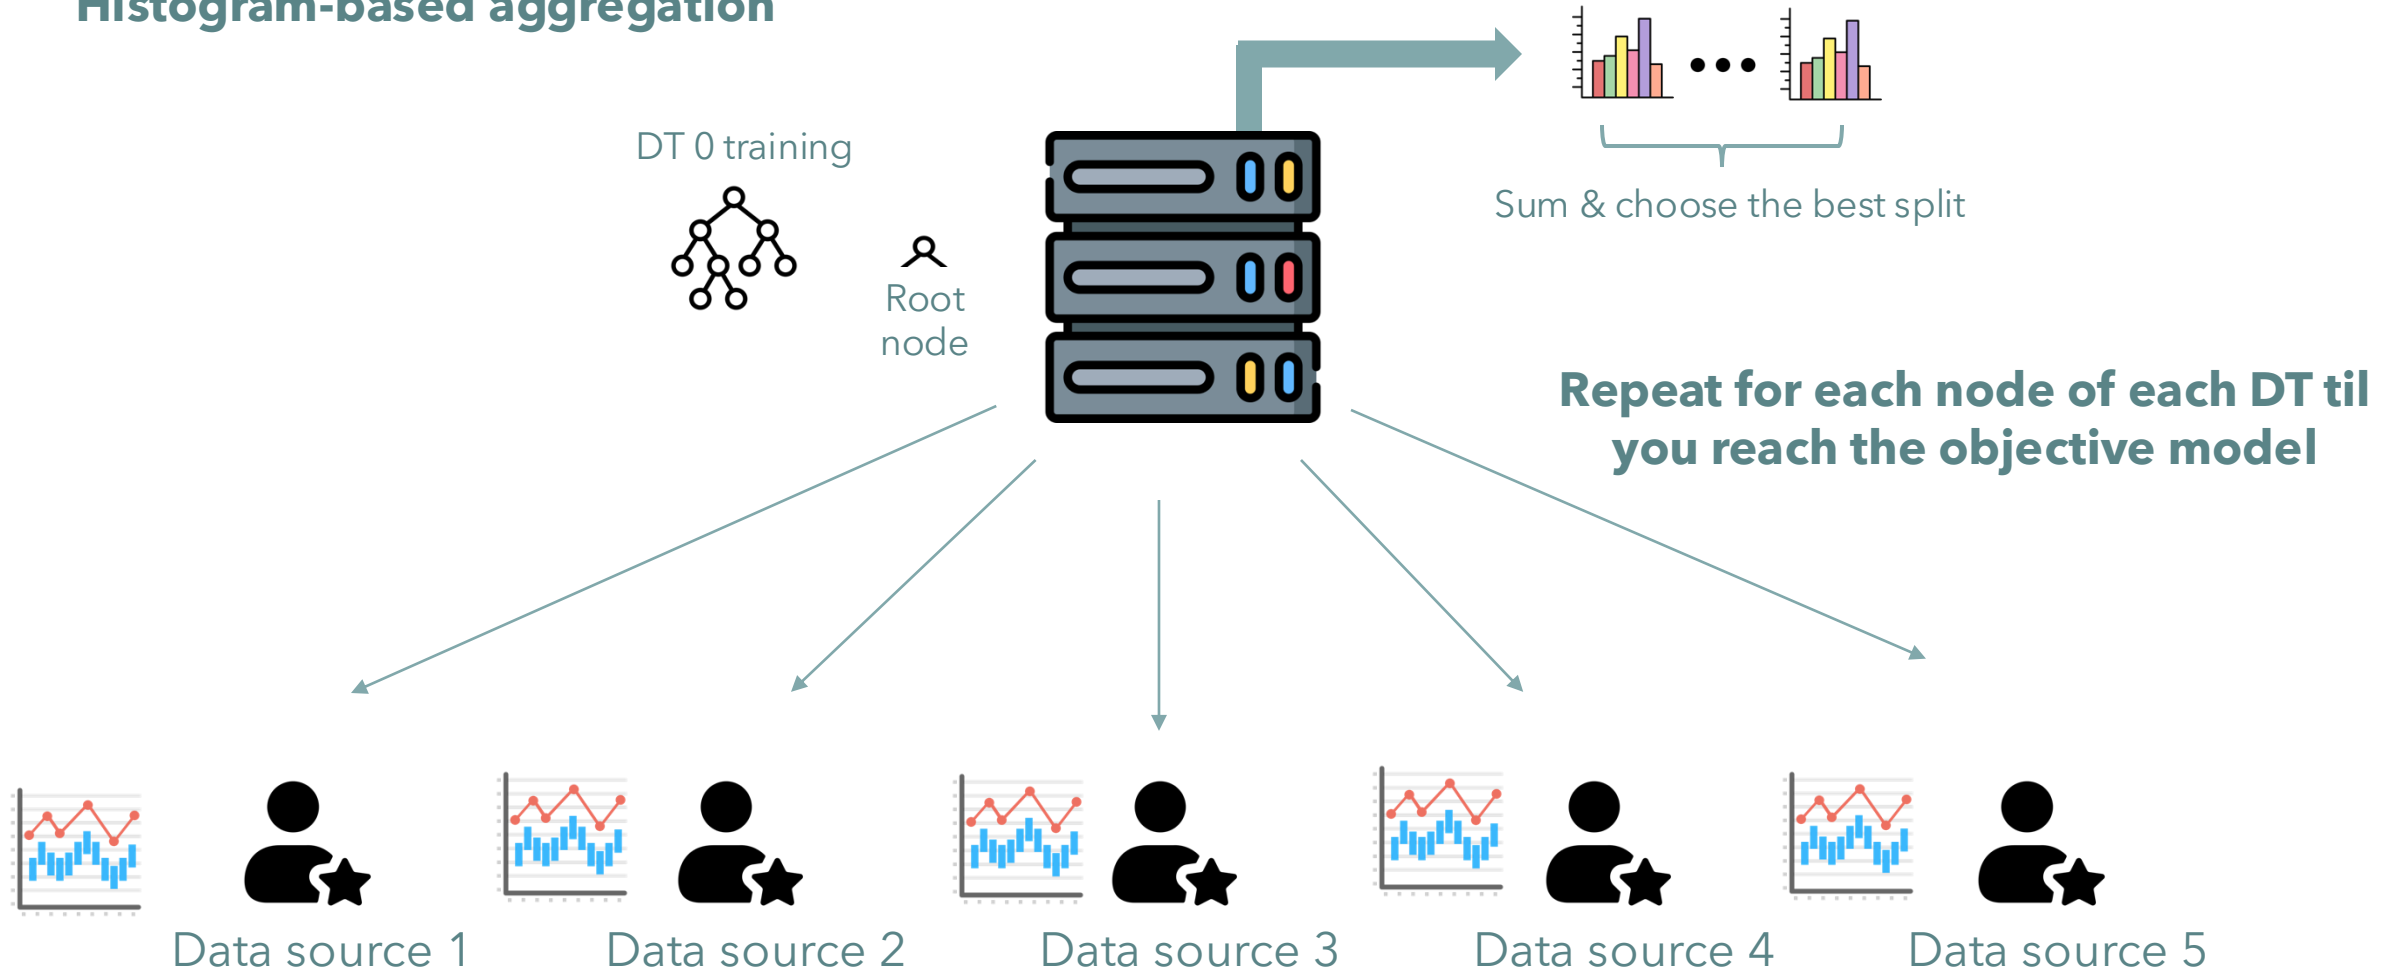 Histogram-based aggregation
DT 0 training
Root
node
Sum & choose the best split
Repeat for each node of each DT til
you reach the objective model
Data source 1
Data source 2
Data source 3
Data source 4
Data source 5